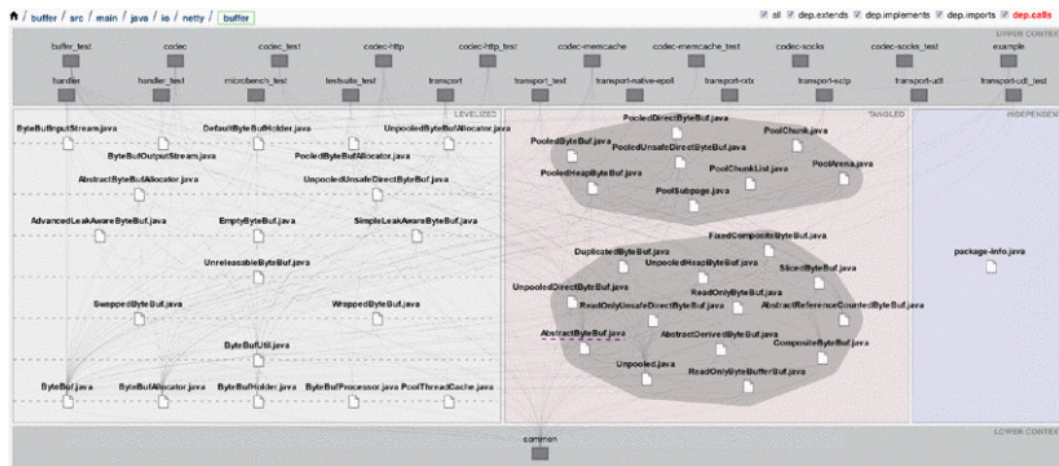 / buffer / src / main / java / io / netty / buffer
all dep.extends dep.implements dep.imports dep.calls
UPPER CONTEXT
buffer_test codec codec_test codec-http codec-http_test codec-memcache codec-memcache_test codec-socks codec-socks_test example
handler handler_test microbench_test testsuite_test transport transport_test transport-native-epoll transport-rxtx transport-sctp transport-udt transport-udt_test
LEVELIZED TANGLED INDEPENDENT
ByteBufInputStream.java DefaultByteBufHolder.java UnpooledByteBufAllocator.java
ByteBufOutputStream.java PooledByteBufAllocator.java
AbstractByteBufAllocator.java UnpooledUnsafeDirectByteBuf.java
AdvancedLeakAwareByteBuf.java EmptyByteBuf.java SimpleLeakAwareByteBuf.java
UnreleasableByteBuf.java
SwappedByteBuf.java WrappedByteBuf.java
ByteBufUtil.java
ByteBuf.java ByteBufAllocator.java ByteBufHolder.java ByteBufProcessor.java PoolThreadCache.java
PooledDirectByteBuf.java
PoolChunk.java
PooledByteBuf.java PooledUnsafeDirectByteBuf.java
PoolArena.java
PooledHeapByteBuf.java PoolChunkList.java
PoolSubpage.java
FixedCompositeByteBuf.java
DuplicatedByteBuf.java
UnpooledHeapByteBuf.java SlicedByteBuf.java
UnpooledDirectByteBuf.java ReadOnlyByteBuf.java
ReadOnlyUnsafeDirectByteBuf.java AbstractReferenceCountedByteBuf.java
AbstractByteBuf.java AbstractDerivedByteBuf.java
CompositeByteBuf.java
Unpooled.java
ReadOnlyByteBufferBuf.java
package-info.java
LOWER CONTEXT
common